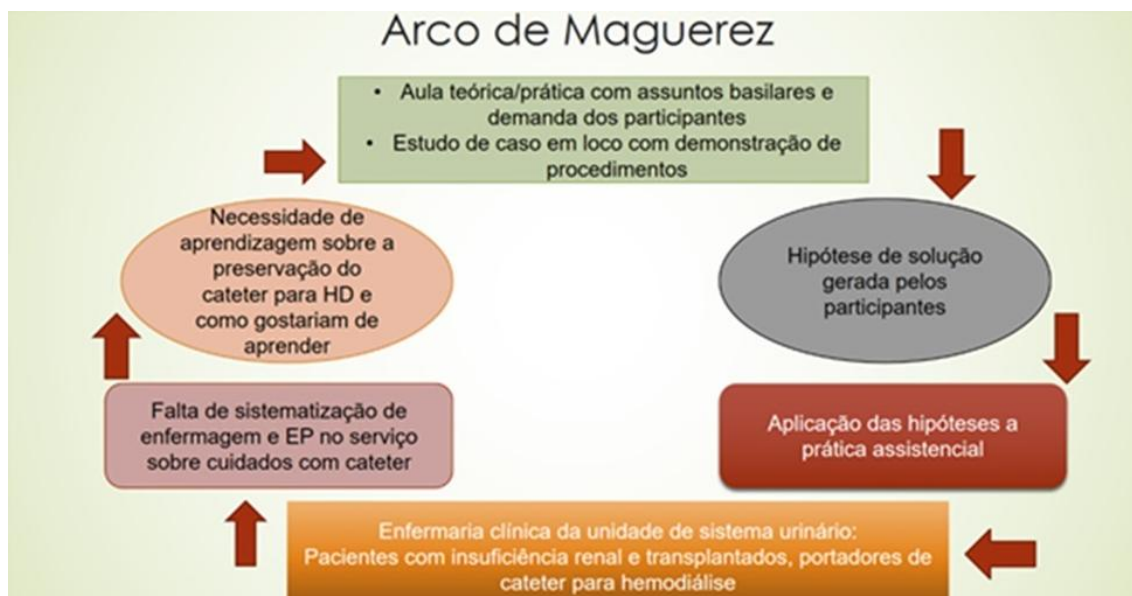 Arco de Maguerez
• Aula teórica/prática com assuntos basilares e
demanda dos participantes
• Estudo de caso em loco com demonstração de
procedimentos
Necessidade de
aprendizagem sobre a
preservação do
cateter para HD e
como gostariam de
aprender
Hipótese de solução
gerada pelos
participantes
Falta de sistematização de
enfermagem e EP no serviço
sobre cuidados com cateter
Aplicação das hipóteses a
prática assistencial
Enfermaria clínica da unidade de sistema urinário:
Pacientes com insuficiência renal e transplantados, portadores de
cateter para hemodiálise